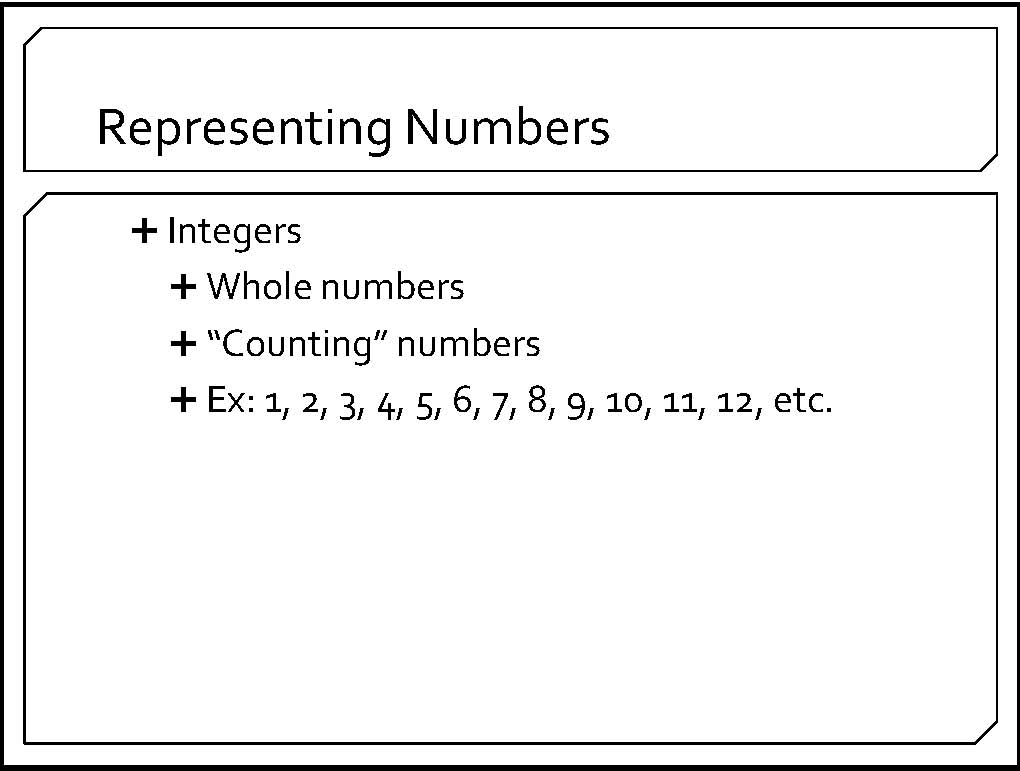 Representing Numbers
+ Integers
+ Whole numbers
+ “Counting” numbers
+ Ex: 1, 2, 3, 4, 5, 6, 7, 8, 9, 10, 11, 12, etc.